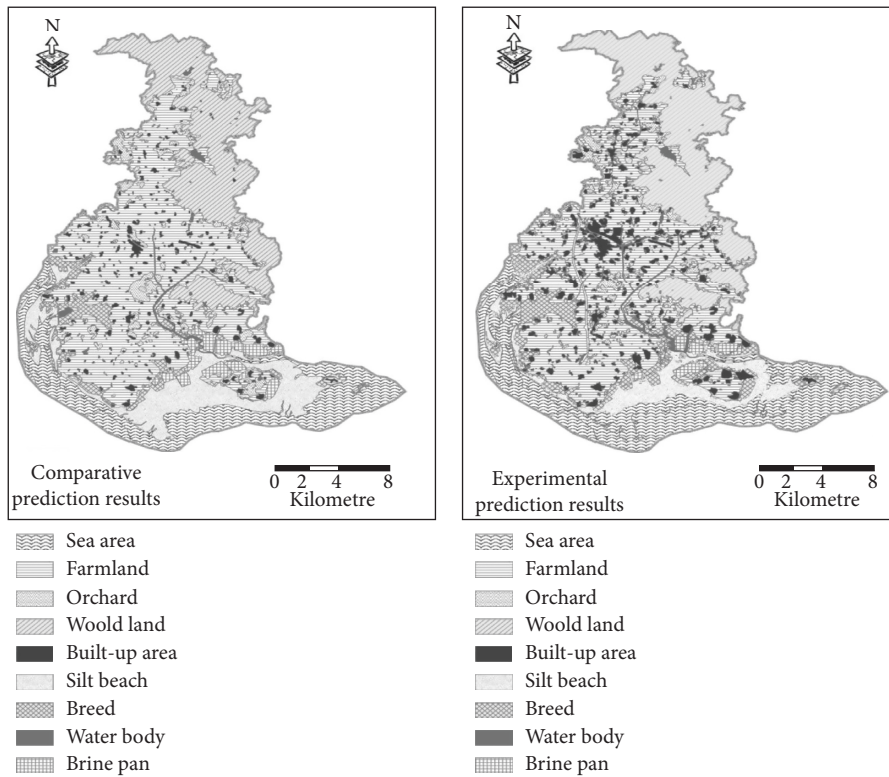 N
Comparative
prediction results
0 2 4 8
Kilometre
Sea area
Farmland
Orchard
Woold land
Built-up area
Silt beach
Breed
Water body
Brine pan
N
Experimental
prediction results
0 2 4 8
Kilometre
Sea area
Farmland
Orchard
Woold land
Built-up area
Silt beach
Breed
Water body
Brine pan